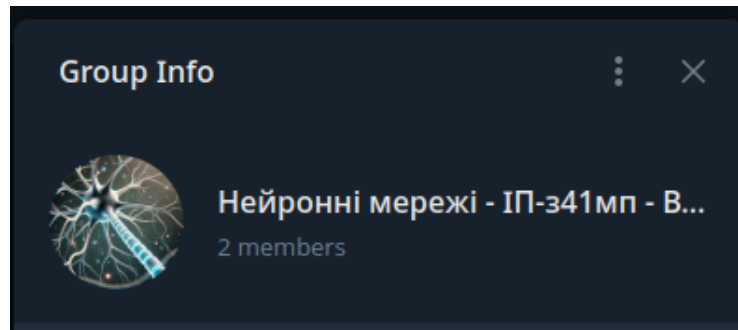 Group Info
Нейронні мережі - ІП-з41мп - В...
2 members